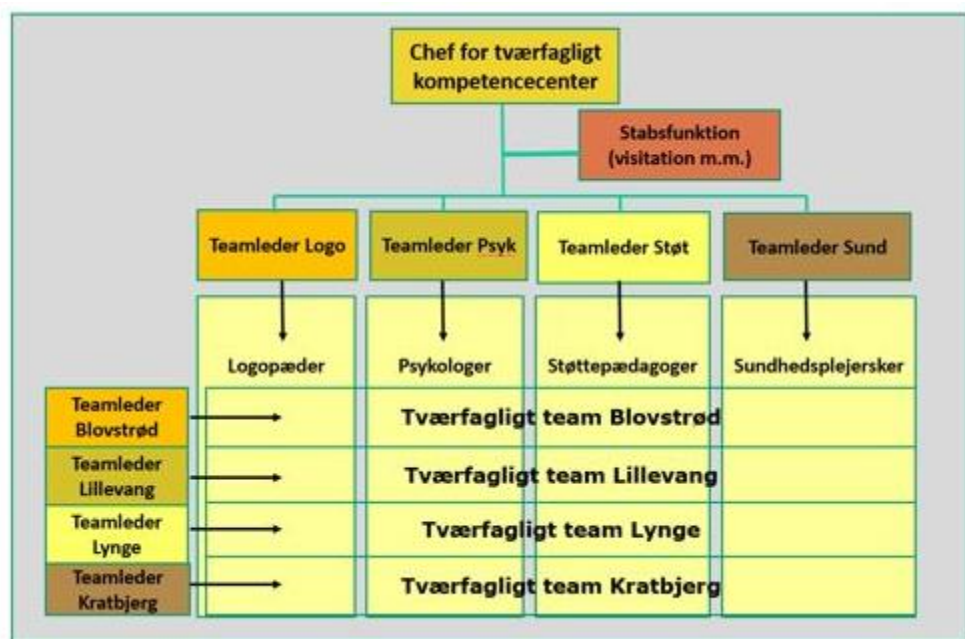 Chef for tværfagligt
kompetencecenter
Stabsfunktion
(visitation m.m.)
Teamleder Logo
Teamleder Psyk
Teamleder Støt
Teamleder Sund
Logopæder
Psykologer
Støttepædagoger
Sundhedsplejersker
Teamleder
Blovstrød
Tværfagligt team Blovstrød
Teamleder
Lillevang
Tværfagligt team Lillevang
Teamleder
Lynge
Tværfagligt team Lynge
Teamleder
Kratbjerg
Tværfagligt team Kratbjerg